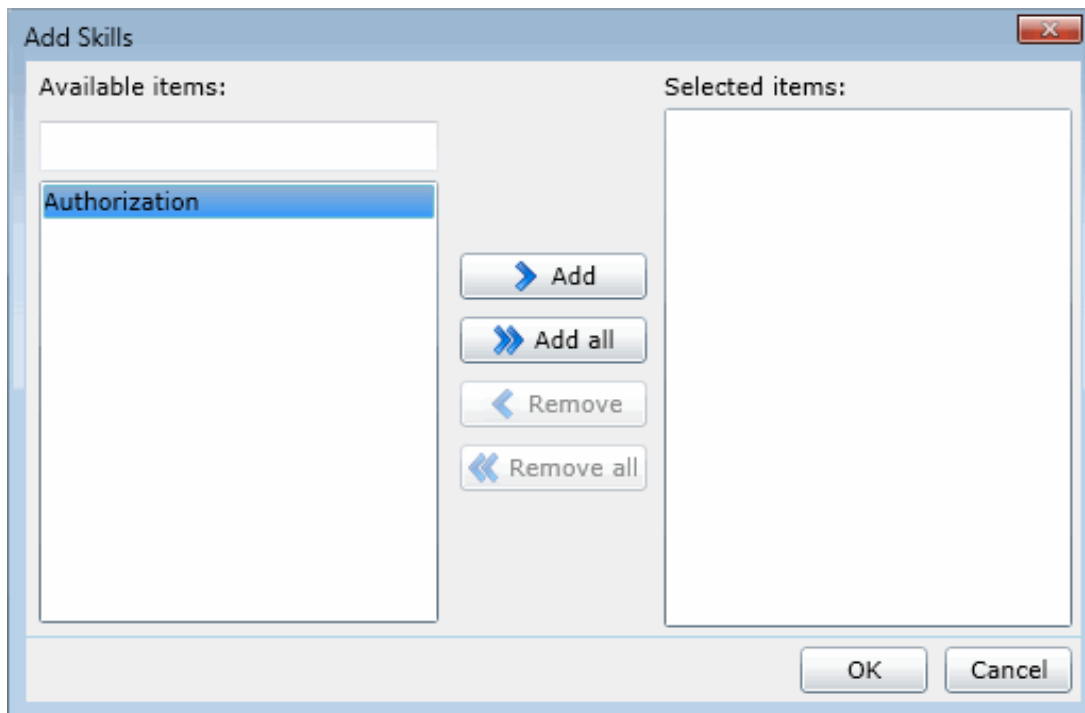 Add Skills
Available items:
Selected items:
Authorization
Add
Add all
Remove
Remove all
OK
Cancel